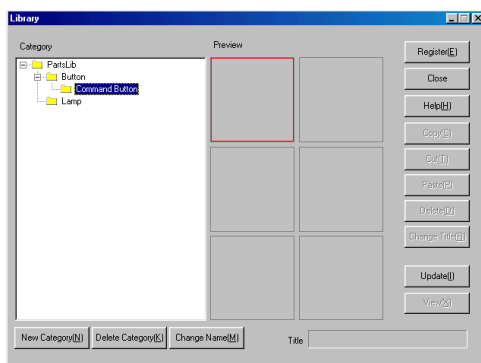 Library
Category
Preview
PartsLib
Button
Command Button
Lamp
Register(E)
Close
Help(H)
Copy(C)
Cut(T)
Paste(P)
Delete(D)
Update(I)
View(X)
New Category(N)
Delete Category(K)
Change Name(M)
Title